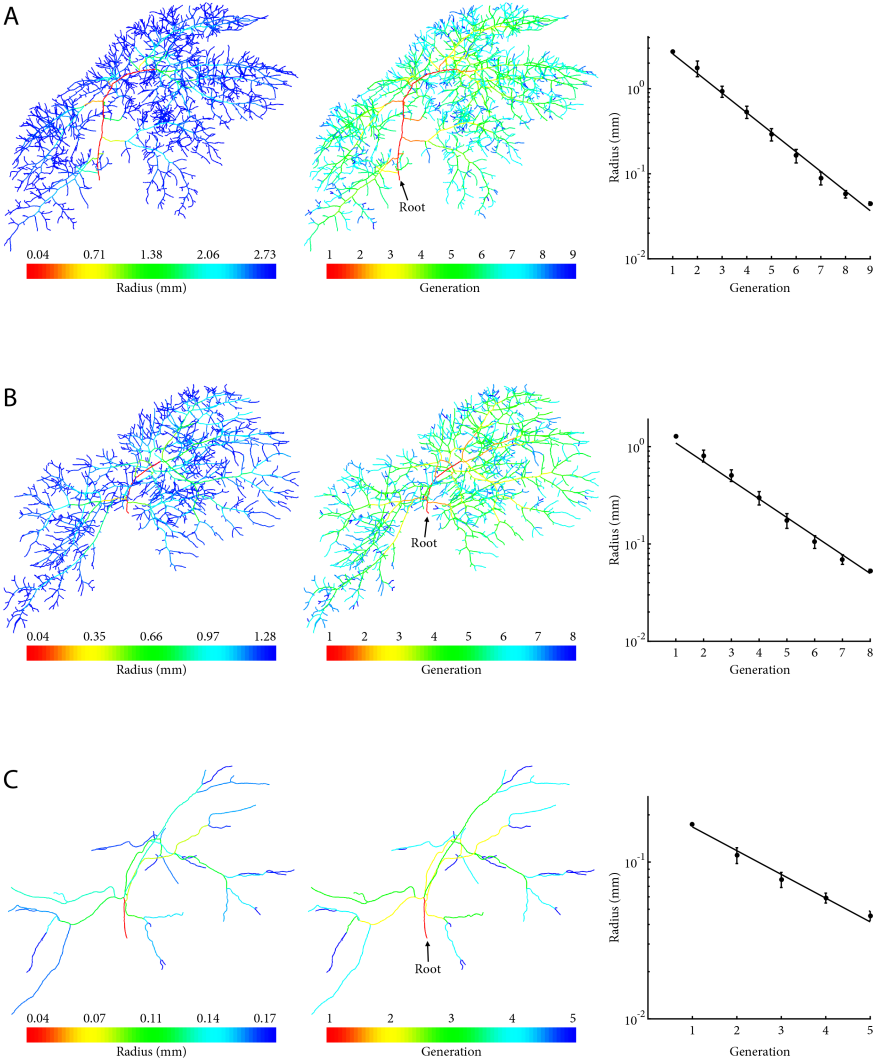 A
Root
0.04 0.71 1.38 2.06 2.73
Radius (mm)
1 2 3 4 5 6 7 8 9
Generation
Radius (mm)
10^0
10^-1
10^-2
1 2 3 4 5 6 7 8 9
Generation
B
Root
0.04 0.35 0.66 0.97 1.28
Radius (mm)
1 2 3 4 5 6 7 8
Generation
Radius (mm)
10^0
10^-1
10^-2
1 2 3 4 5 6 7 8
Generation
C
Root
0.04 0.07 0.11 0.14 0.17
Radius (mm)
1 2 3 4 5
Generation
Radius (mm)
10^-1
10^-2
1 2 3 4 5
Generation